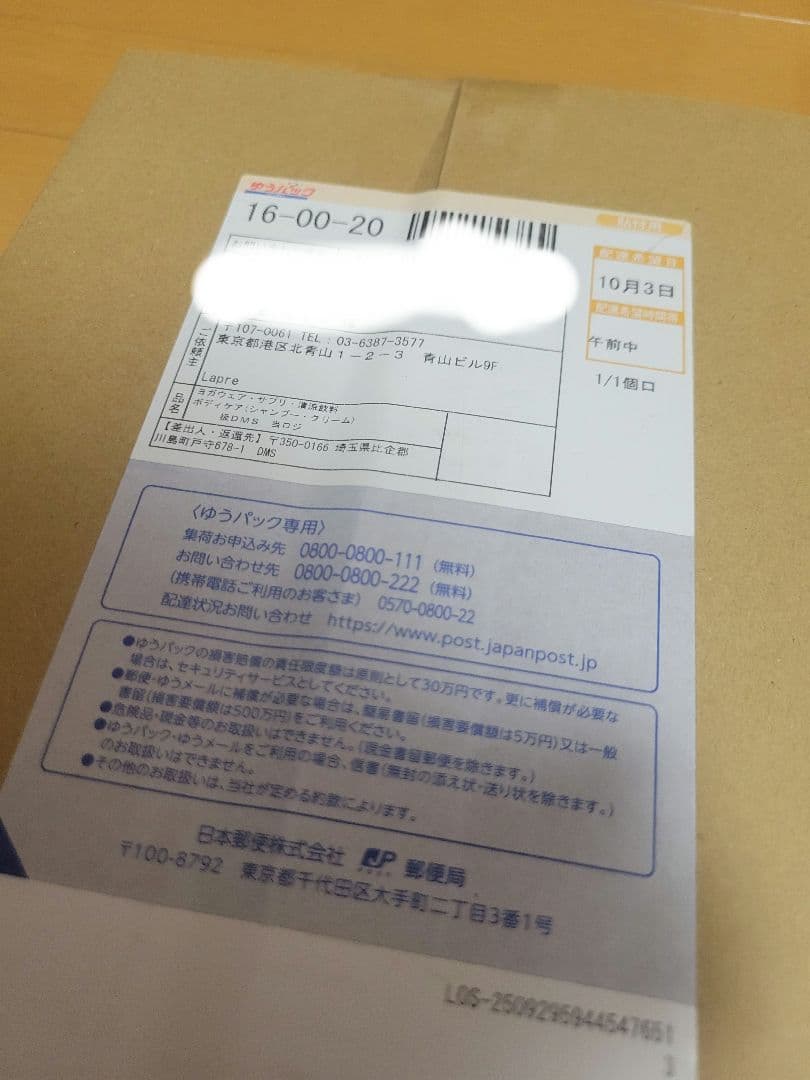 ゆうパック
貼付票
16-00-20
配達希望日
10月3日
配達希望時間帯
午前中
1/1個口
ご依頼主
〒107-0061 TEL:03-6387-3577
東京都港区北青山1-2-3 青山ビル9F
Lapre
品名
ヨガウェア・サプリ・清涼飲料
ボディケア(シャンプー・クリーム)
扱DMS 当ロジ
【差出人・返還先】〒350-0166 埼玉県比企郡
川島町戸守678-1 DMS
〈ゆうパック専用〉
集荷お申込み先 0800-0800-111(無料)
お問い合わせ先 0800-0800-222(無料)
(携帯電話ご利用のお客さま) 0570-0800-22
配達状況お問い合わせ https://www.post.japanpost.jp
●ゆうパックの損害賠償の責任限度額は原則として30万円です。更に補償が必要な
場合は、セキュリティサービスとしてください。
●郵便・ゆうメールに補償が必要な場合は、簡易書留(損害要償額は5万円)又は一般
書留(損害要償額は500万円)をご利用ください。
●危険品・現金等のお取扱いはできません。(現金書留郵便を除きます。)
●ゆうパック・ゆうメールをご利用の場合、信書(無封の添え状・送り状を除きます。)
のお取扱いはできません。
●その他のお取扱いは、当社が定める約款によります。
日本郵便株式会社 JP POST 郵便局
〒100-8792 東京都千代田区大手町二丁目3番1号
LOS-2509295944547651
3